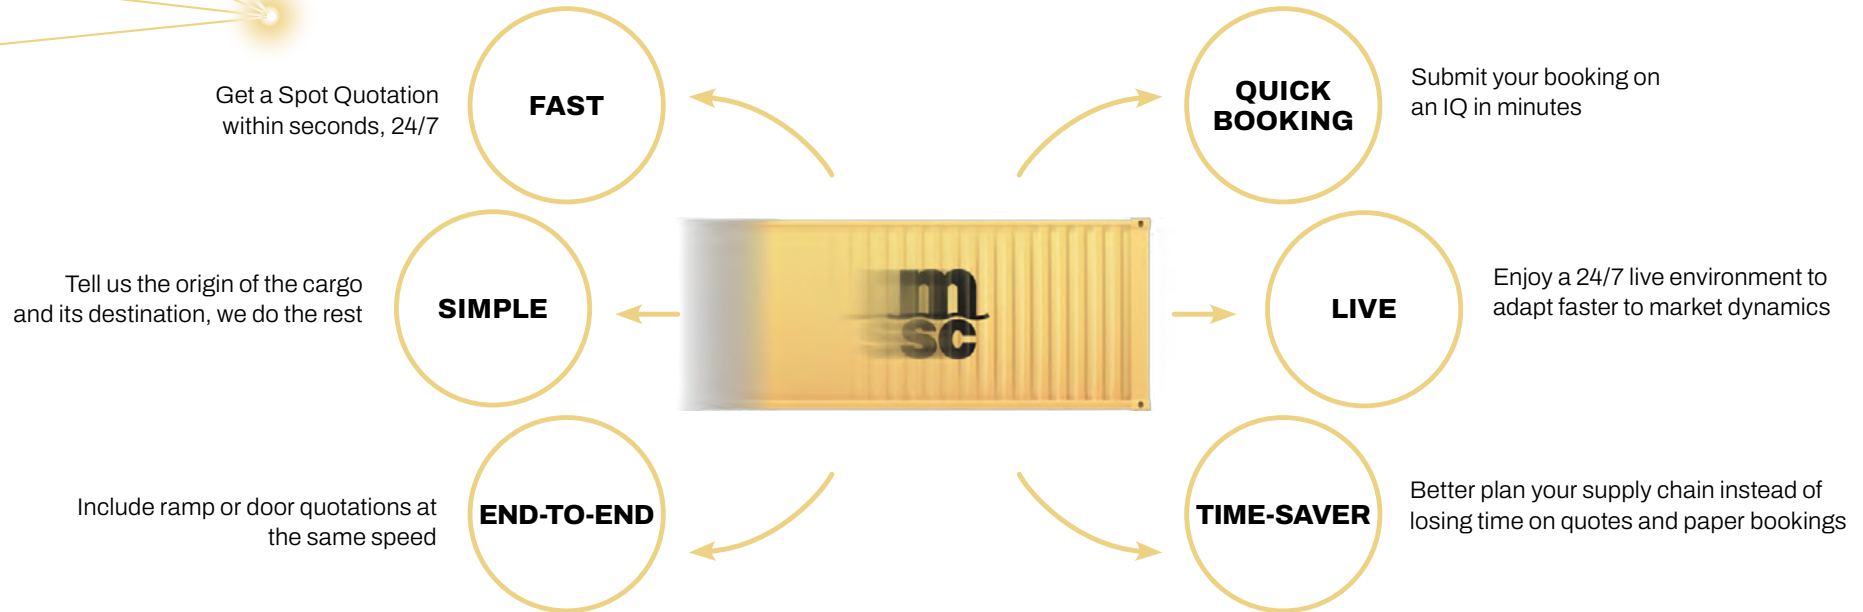 Get a Spot Quotation
within seconds, 24/7
FAST
QUICK
BOOKING
Submit your booking on
an IQ in minutes
Tell us the origin of the cargo
and its destination, we do the rest
SIMPLE
m
sc
LIVE
Enjoy a 24/7 live environment to
adapt faster to market dynamics
Include ramp or door quotations at
the same speed
END-TO-END
TIME-SAVER
Better plan your supply chain instead of
losing time on quotes and paper bookings